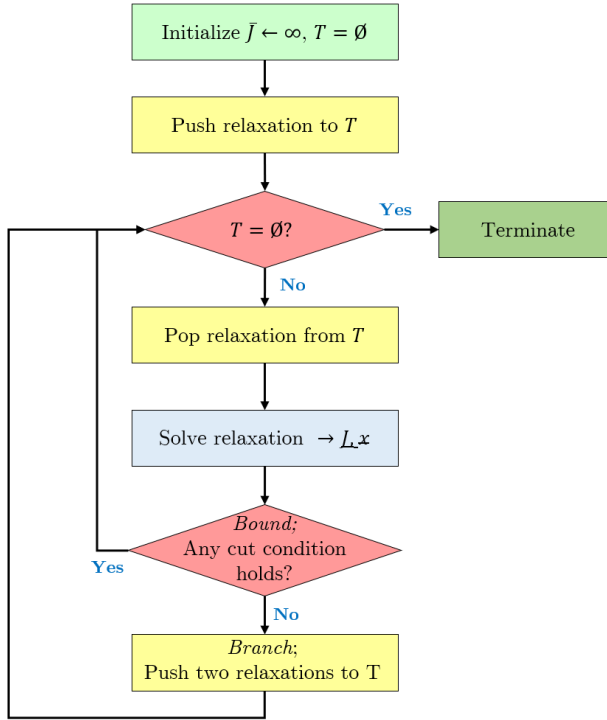 Initialize J̄ ← ∞, T = Ø
Push relaxation to T
T = Ø?
Yes
Terminate
No
Pop relaxation from T
Solve relaxation → J̲, x̲
Bound;
Any cut condition
holds?
Yes
No
Branch;
Push two relaxations to T